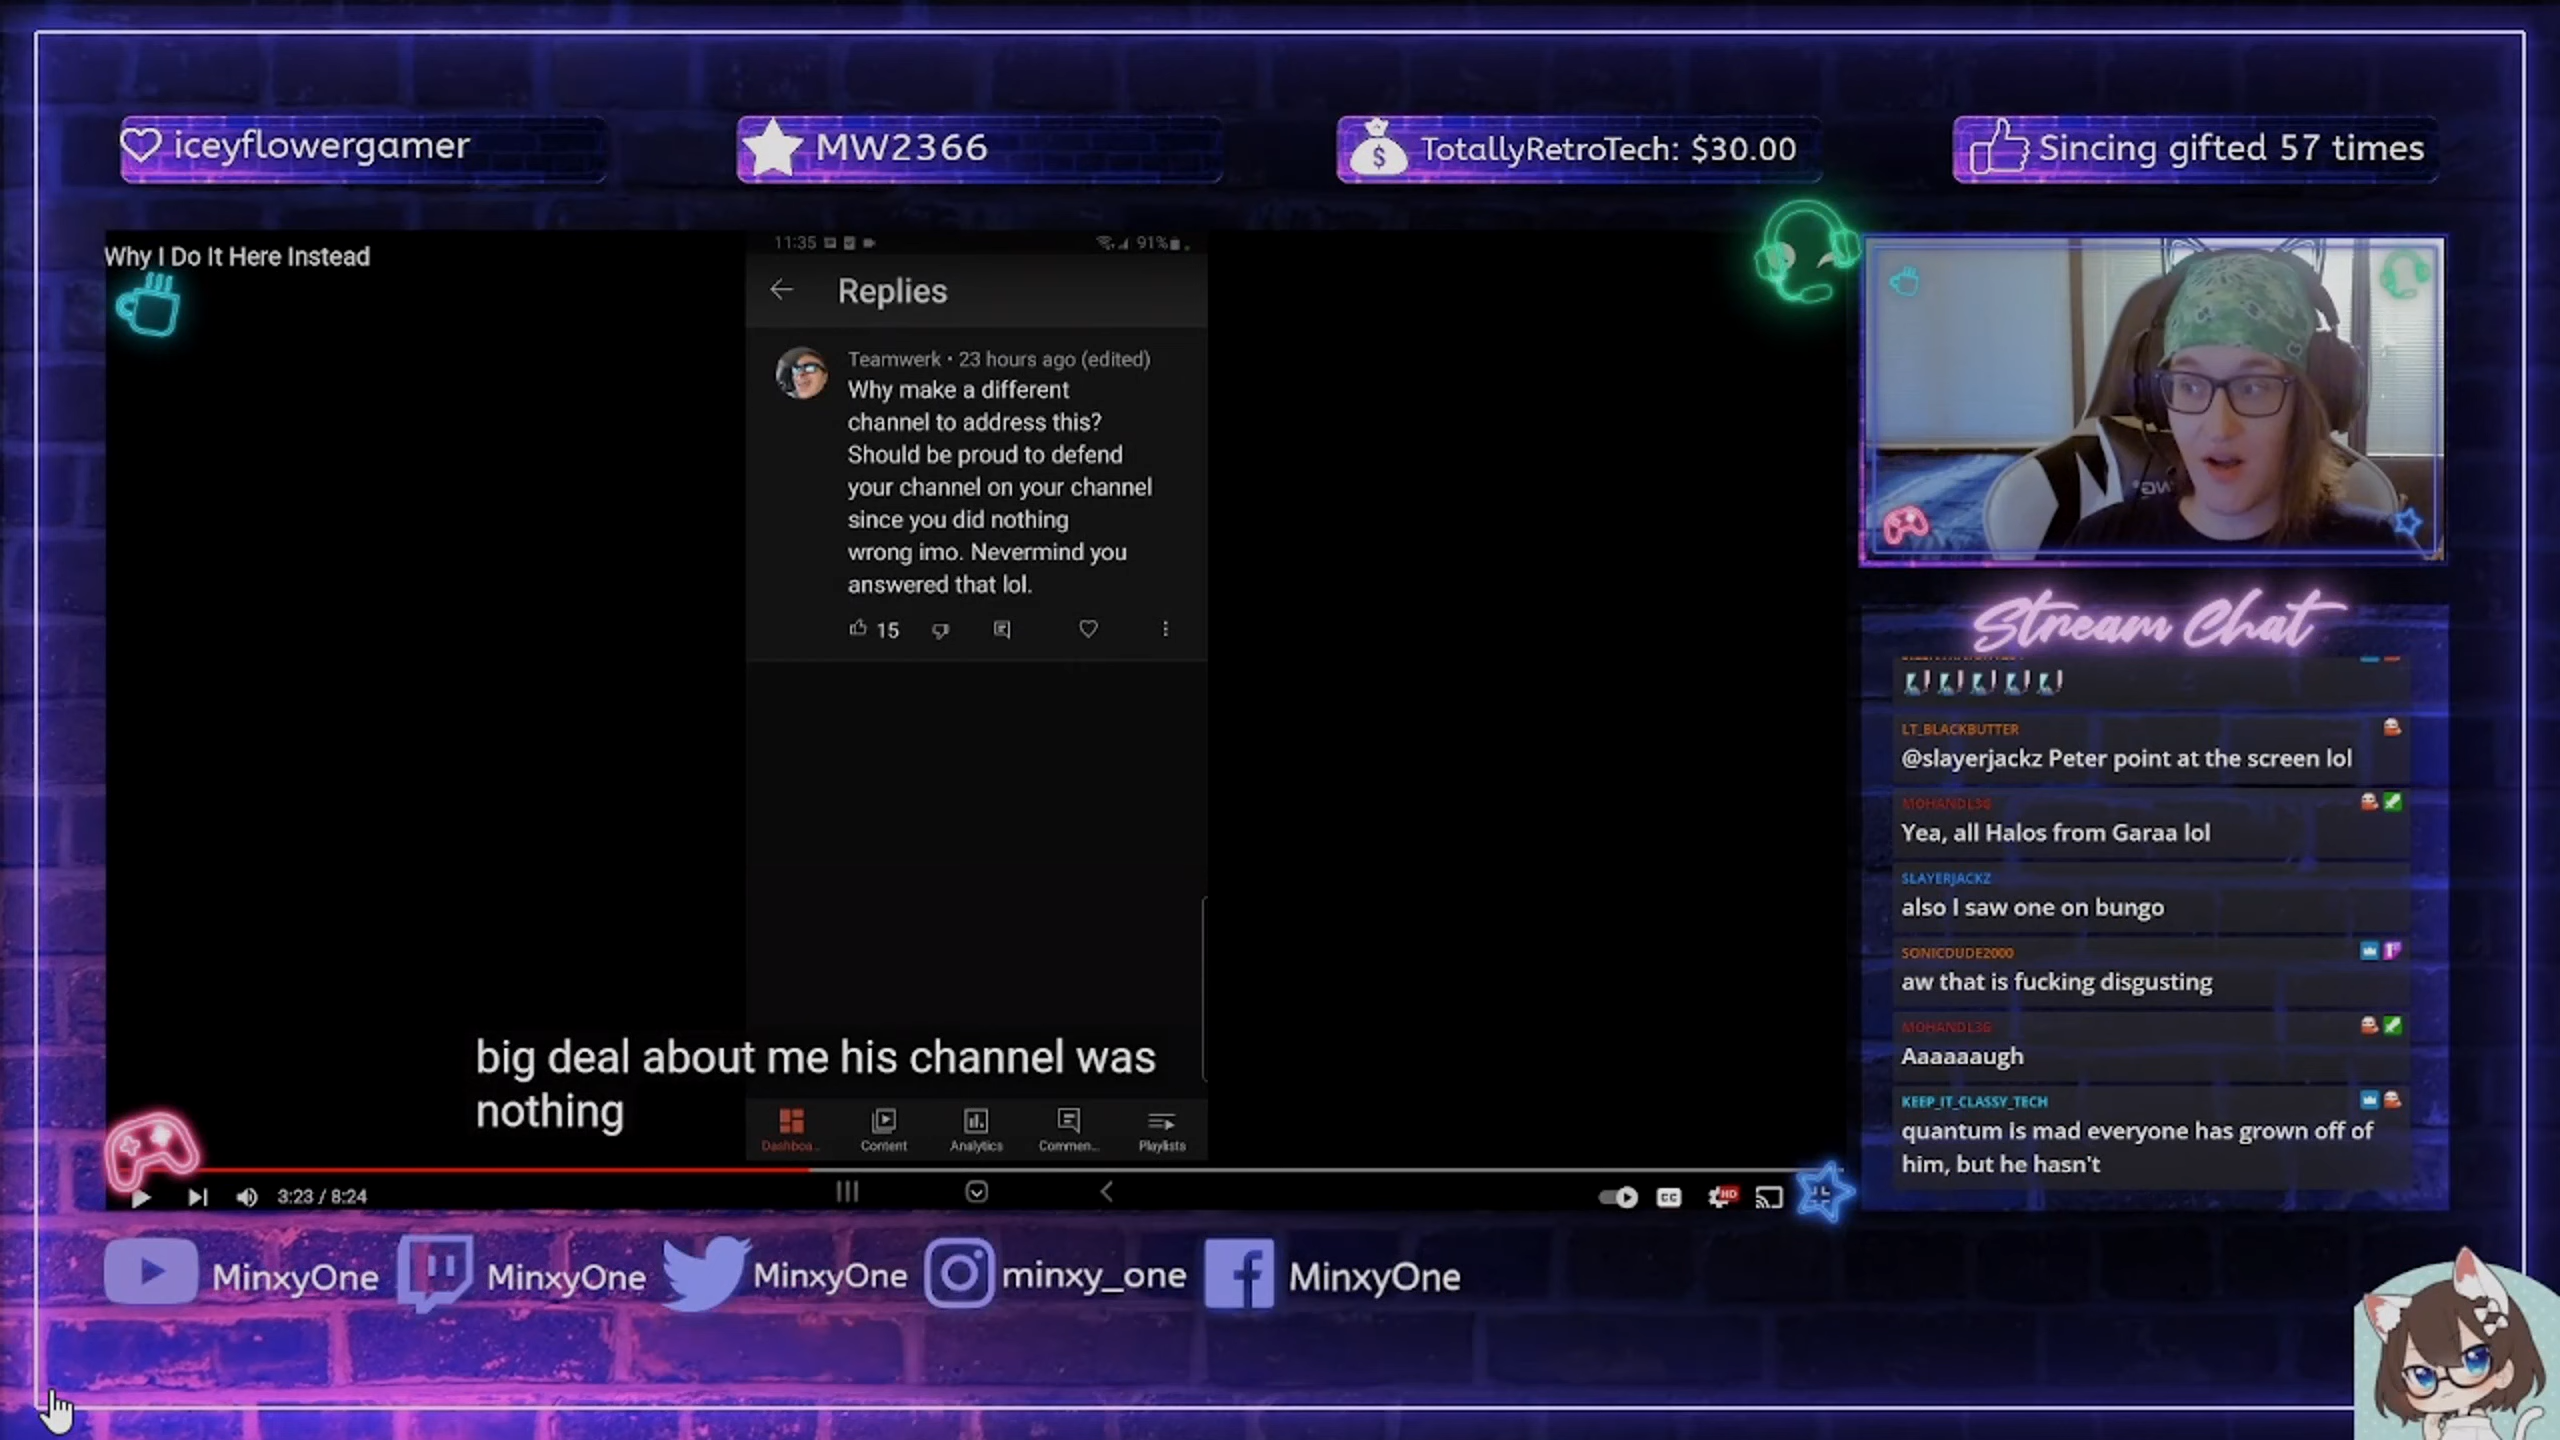 iceyflowergamer
MW2366
TotallyRetroTech: $30.00
Sincing gifted 57 times
Why I Do It Here Instead
11:35
91%
Replies
Teamwerk • 23 hours ago (edited)
Why make a different
channel to address this?
Should be proud to defend
your channel on your channel
since you did nothing
wrong imo. Nevermind you
answered that lol.
15
big deal about me his channel was
nothing
Dashboa...
Content
Analytics
Commen...
Playlists
3:23 / 8:24
CC
HD
Stream Chat
LT_BLACKBUTTER
@slayerjackz Peter point at the screen lol
MOHANDL36
Yea, all Halos from Garaa lol
SLAYERJACKZ
also I saw one on bungo
SONICDUDE2000
aw that is fucking disgusting
MOHANDL36
Aaaaaaugh
KEEP_IT_CLASSY_TECH
quantum is mad everyone has grown off of
him, but he hasn't
MinxyOne
MinxyOne
MinxyOne
minxy_one
MinxyOne